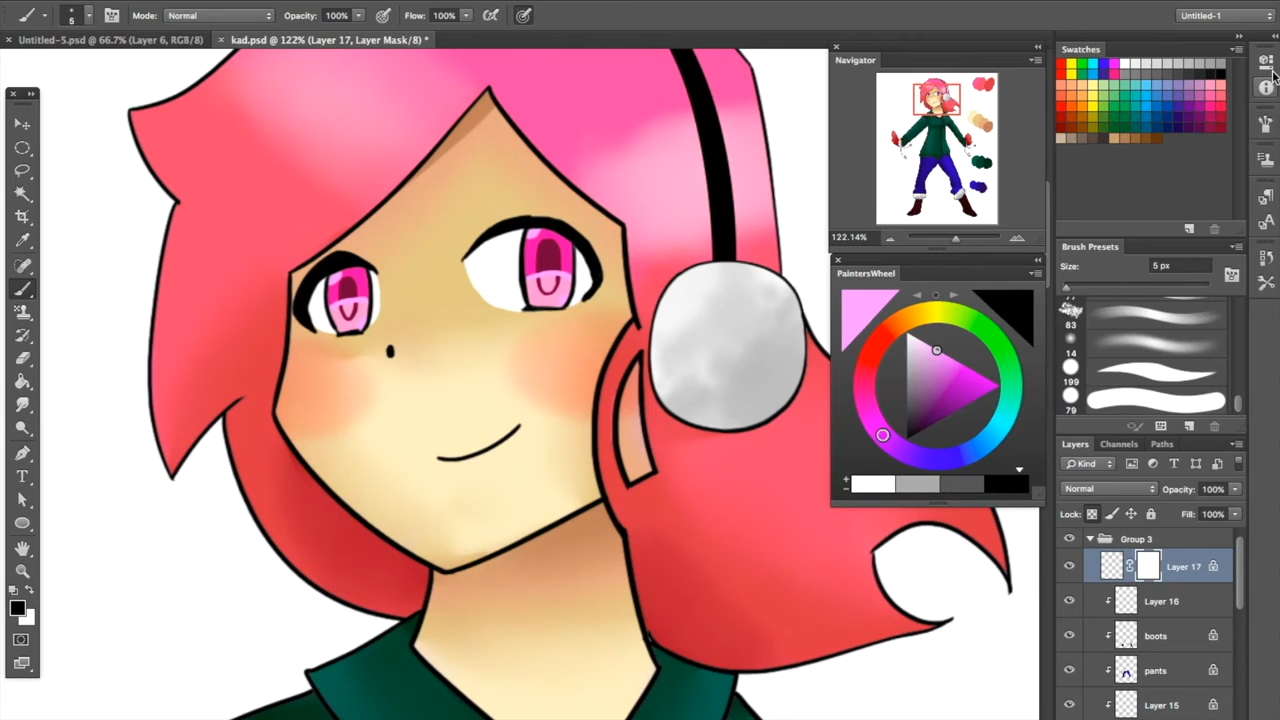 5 Mode: Normal Opacity: 100% Flow: 100% Untitled-1
Untitled-5.psd @ 66.7% (Layer 6, RGB/8) kad.psd @ 122% (Layer 17, Layer Mask/8) *
Navigator
122.14%
PaintersWheel
Swatches
Brush Presets
Size: 5 px
63
14
199
79
Layers Channels Paths
Kind
Normal Opacity: 100%
Lock: Fill: 100%
Group 3
Layer 17
Layer 16
boots
pants
Layer 15